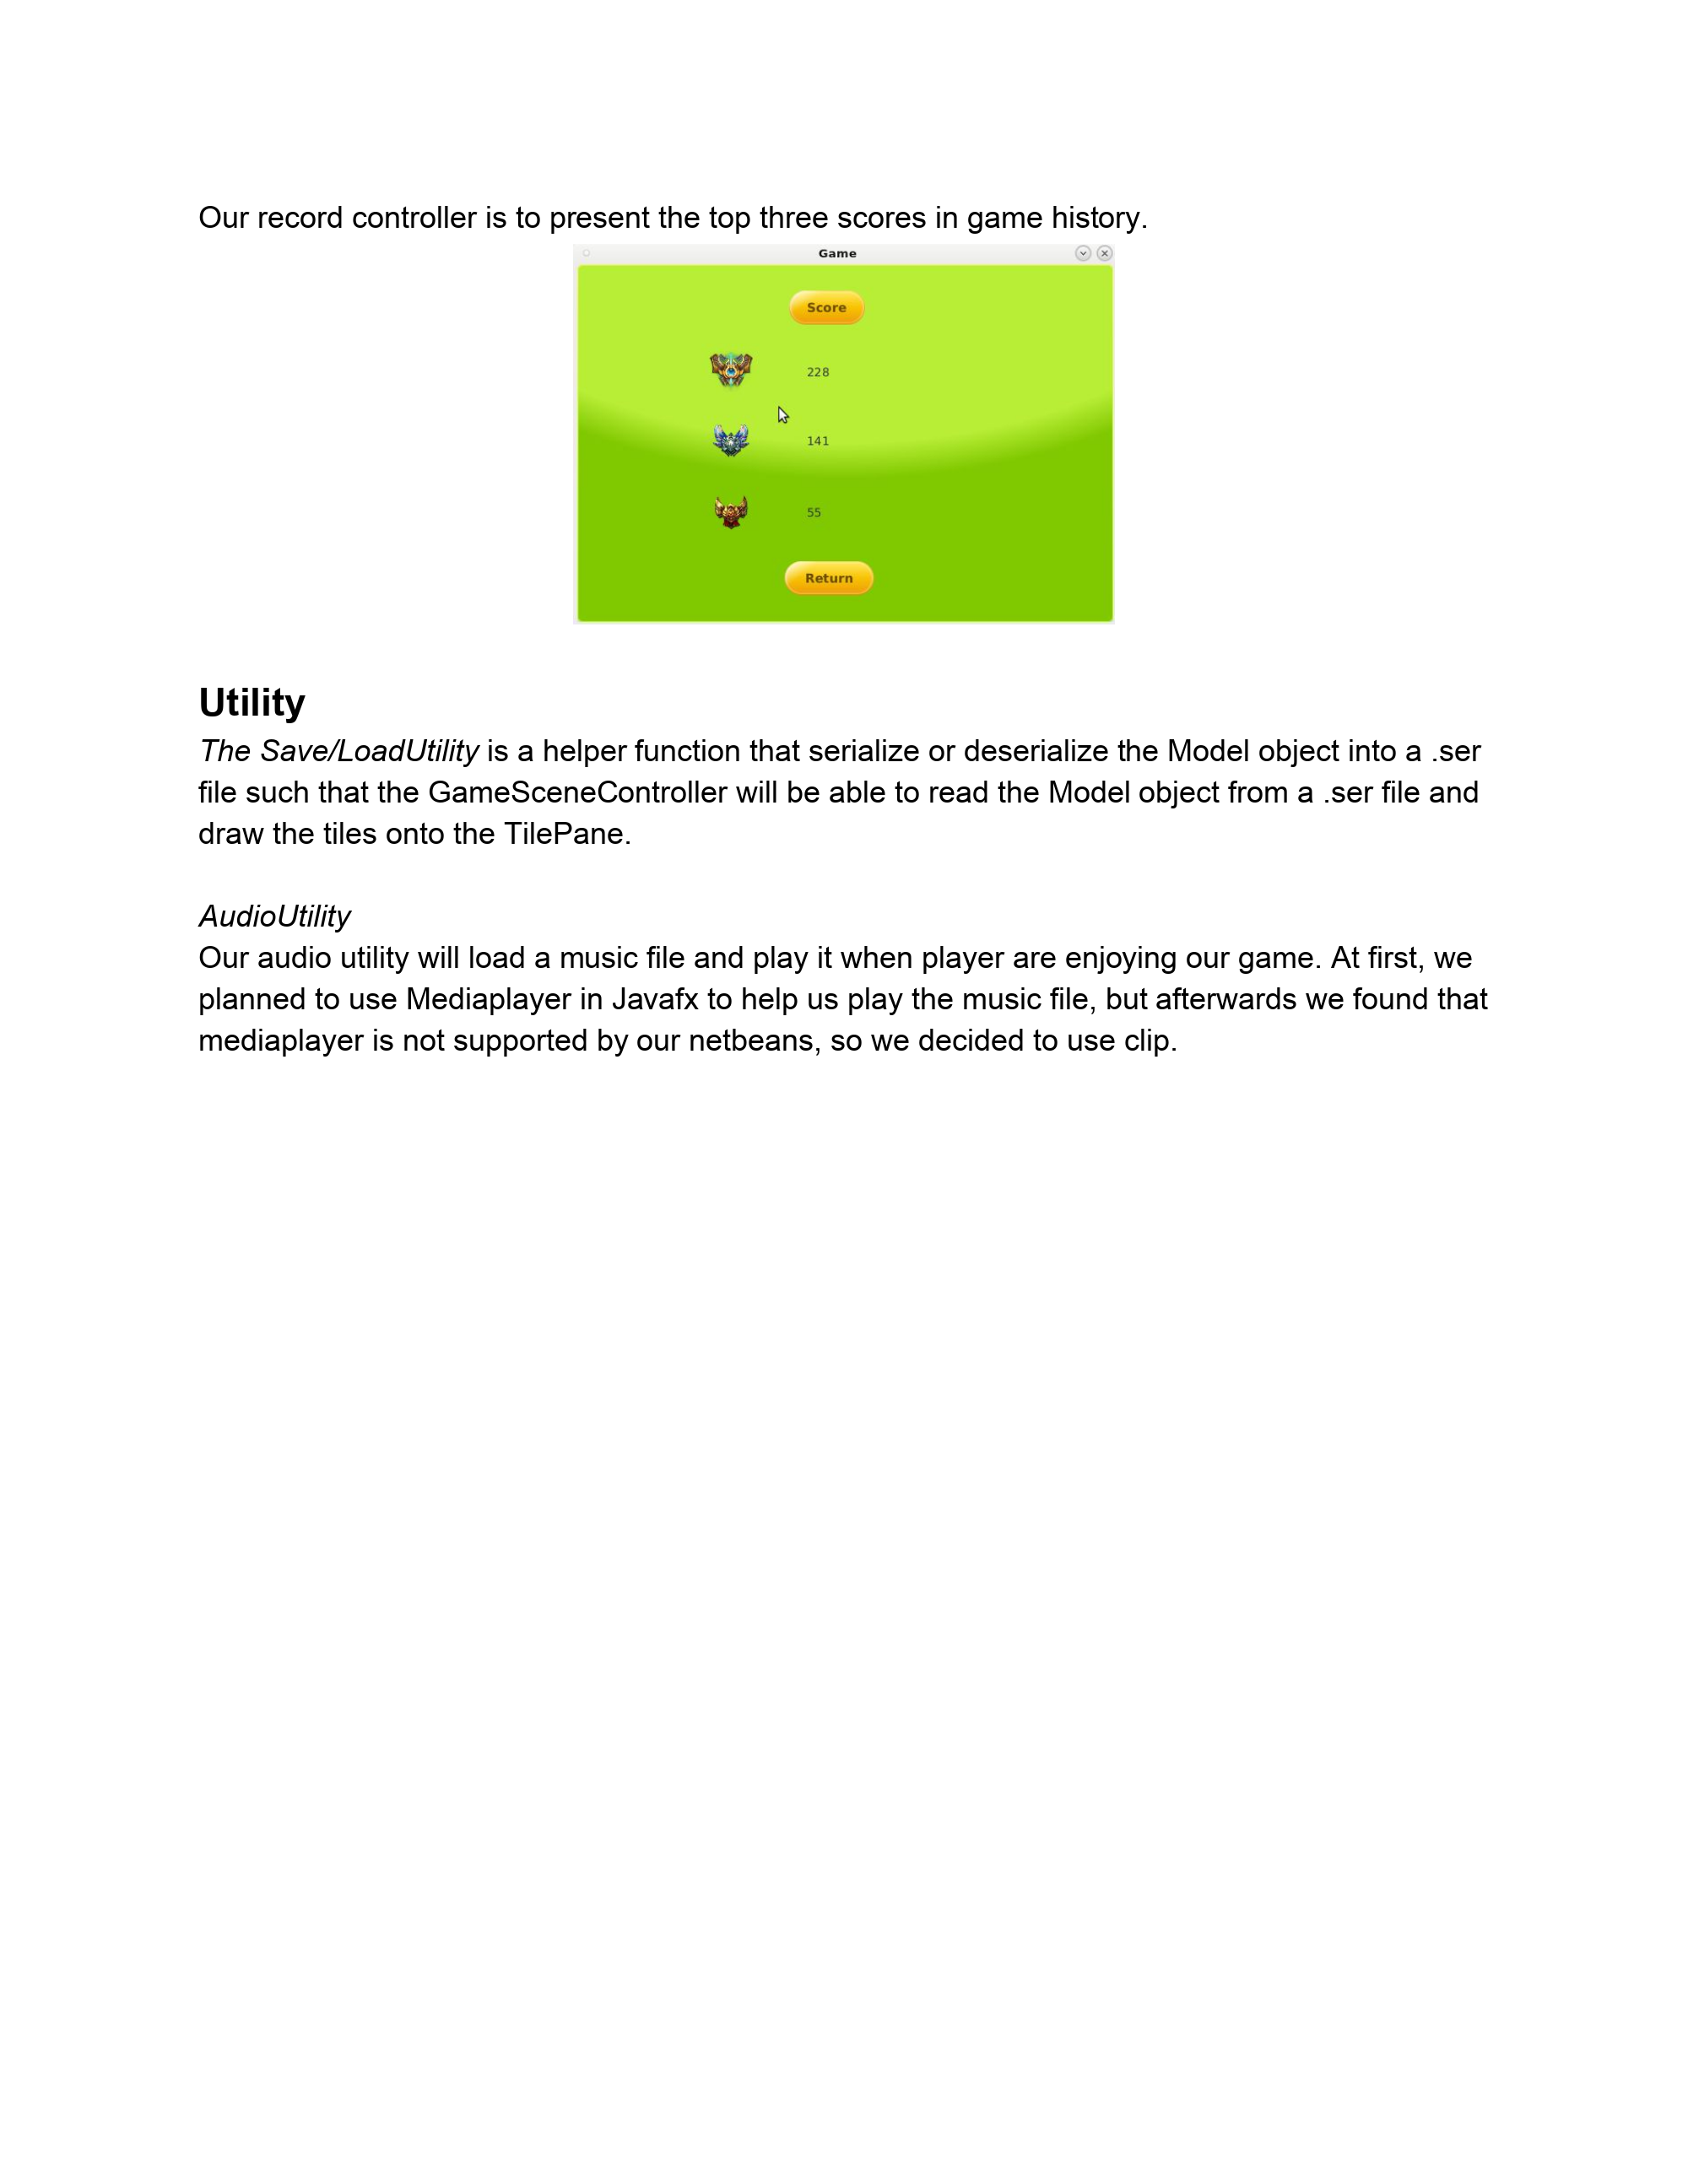 Our record controller is to present the top three scores in game history.
Game
Score
228
141
55
Return
Utility
The Save/LoadUtility is a helper function that serialize or deserialize the Model object into a .ser
file such that the GameSceneController will be able to read the Model object from a .ser file and
draw the tiles onto the TilePane.
AudioUtility
Our audio utility will load a music file and play it when player are enjoying our game. At first, we
planned to use Mediaplayer in Javafx to help us play the music file, but afterwards we found that
mediaplayer is not supported by our netbeans, so we decided to use clip.